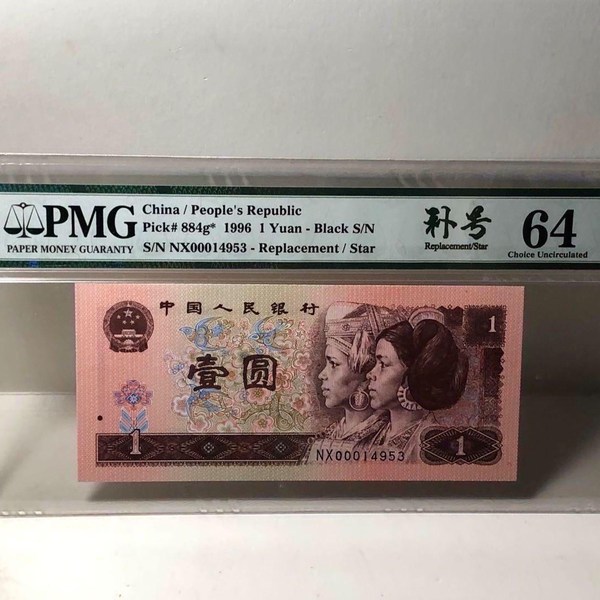 PMG
PAPER MONEY GUARANTY
China / People's Republic
Pick# 884g* 1996 1 Yuan - Black S/N
S/N NX00014953 - Replacement / Star
补号
Replacement/Star
64
Choice Uncirculated
中国人民银行
壹圆
1
1
1
NX00014953